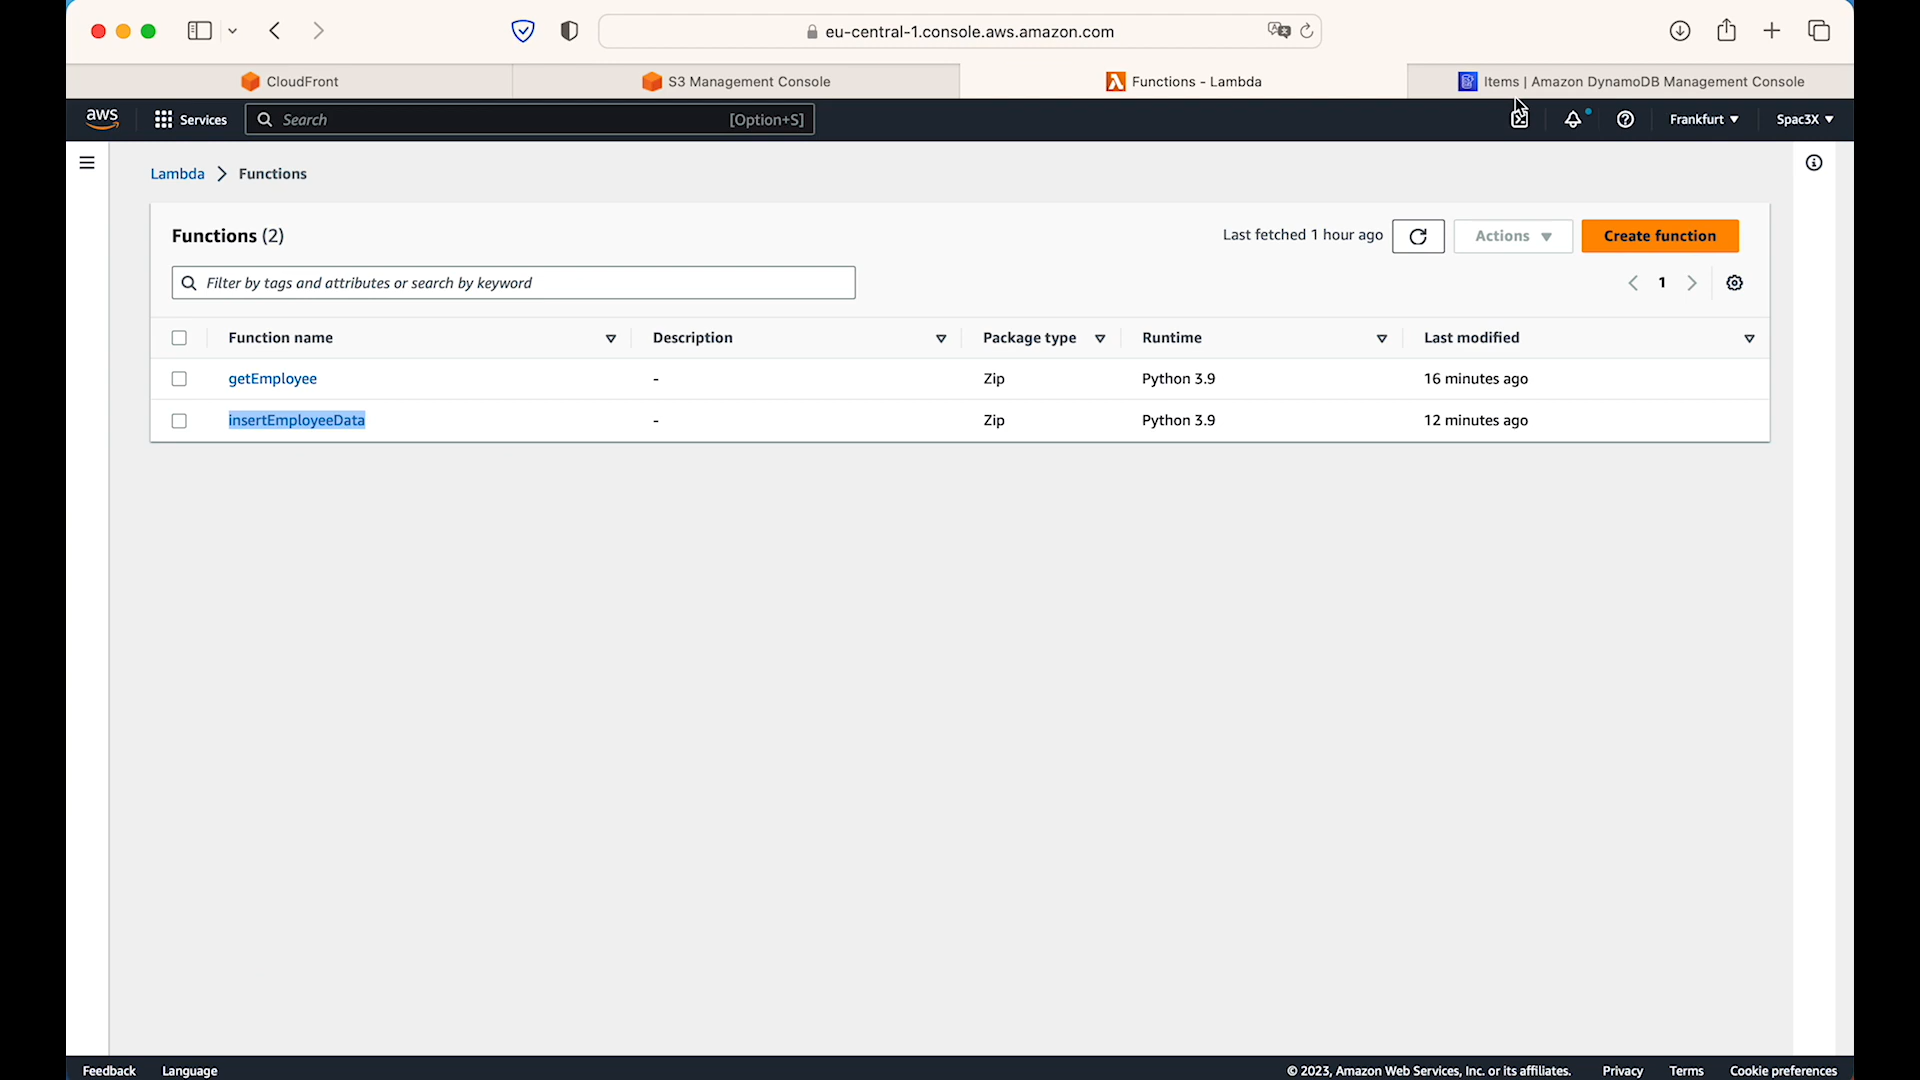 eu-central-1.console.aws.amazon.com
CloudFront
S3 Management Console
Functions - Lambda
Items | Amazon DynamoDB Management Console
aws
Services
Search
[Option+S]
Frankfurt
Spac3X
Lambda
Functions
Functions (2)
Last fetched 1 hour ago
Actions
Create function
Filter by tags and attributes or search by keyword
1
Function name
Description
Package type
Runtime
Last modified
getEmployee
-
Zip
Python 3.9
16 minutes ago
insertEmployeeData
-
Zip
Python 3.9
12 minutes ago
Feedback
Language
© 2023, Amazon Web Services, Inc. or its affiliates.
Privacy
Terms
Cookie preferences